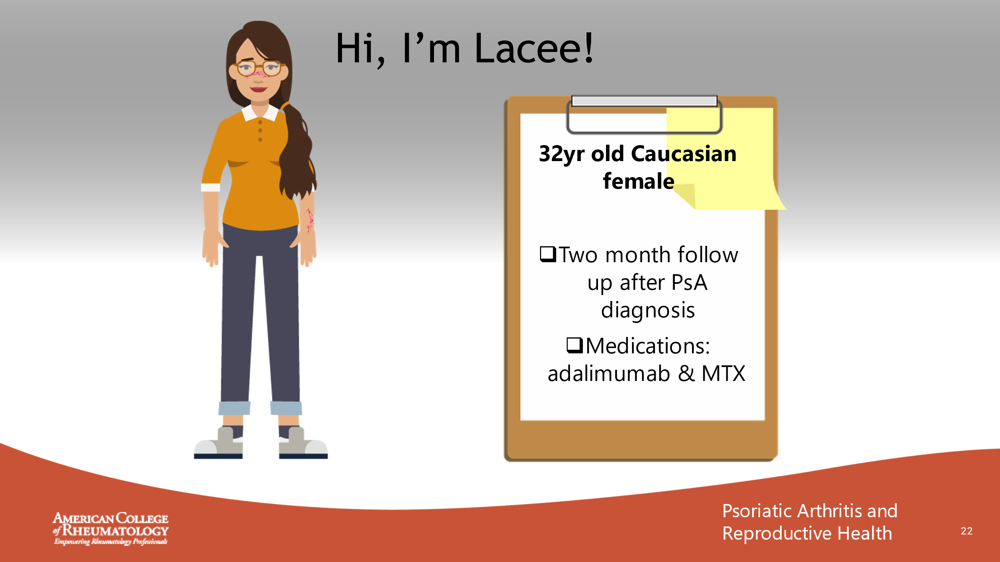 Hi, I’m Lacee!
32yr old Caucasian
female
❑Two month follow
up after PsA
diagnosis
❑Medications:
adalimumab & MTX
AMERICAN COLLEGE
of RHEUMATOLOGY
Empowering Rheumatology Professionals
Psoriatic Arthritis and
Reproductive Health
22